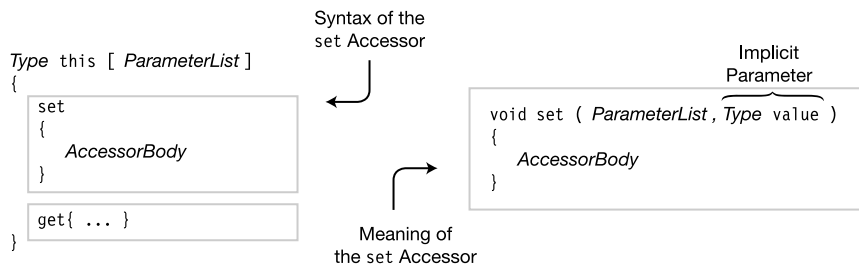 Syntax of the
set Accessor
Type this [ ParameterList ]
{
set
{
AccessorBody
}
get{ ... }
}
Implicit
Parameter
void set ( ParameterList , Type value )
{
AccessorBody
}
Meaning of
the set Accessor